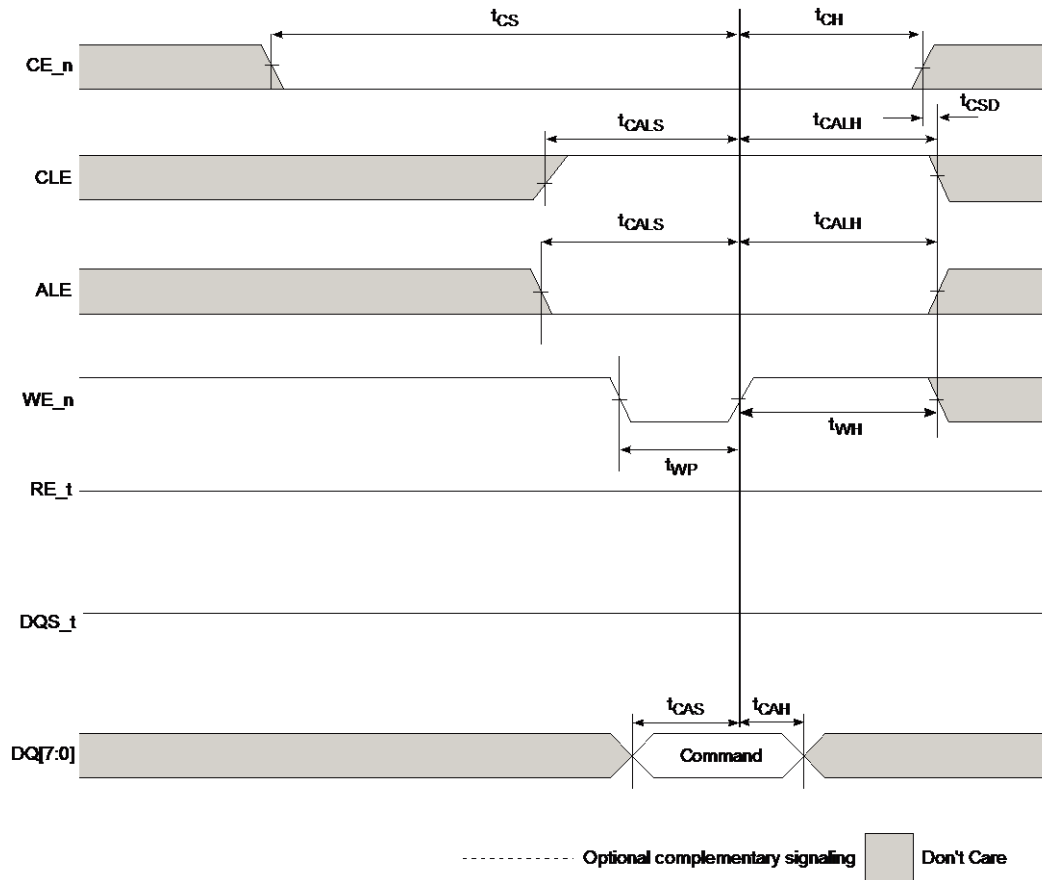 tCS tCH
CE_n
tCSD
tCALS tCALH
CLE
tCALS tCALH
ALE
WE_n
tWH
tWP
RE_t
DQS_t
tCAS tCAH
DQ[7:0] Command
Optional complementary signaling Don't Care